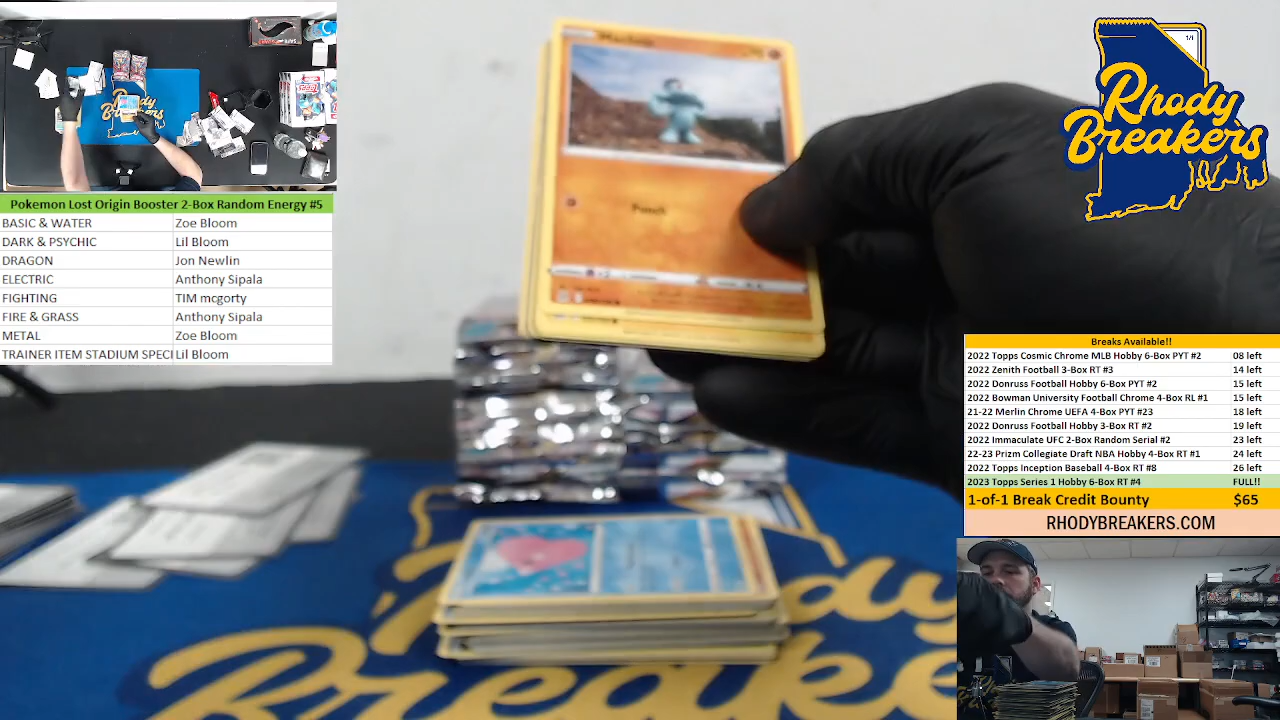 Pokemon Lost Origin Booster 2-Box Random Energy #5
BASIC & WATER Zoe Bloom
DARK & PSYCHIC Lil Bloom
DRAGON Jon Newlin
ELECTRIC Anthony Sipala
FIGHTING TIM mcgorty
FIRE & GRASS Anthony Sipala
METAL Zoe Bloom
TRAINER ITEM STADIUM SPECI Lil Bloom
Rhody
Breakers
Punch
1/1
Rhody
Breakers
Breaks Available!!
2022 Topps Cosmic Chrome MLB Hobby 6-Box PYT #2 08 left
2022 Zenith Football 3-Box RT #3 14 left
2022 Donruss Football Hobby 6-Box PYT #2 15 left
2022 Bowman University Football Chrome 4-Box RL #1 15 left
21-22 Merlin Chrome UEFA 4-Box PYT #23 18 left
2022 Donruss Football Hobby 3-Box RT #2 19 left
2022 Immaculate UFC 2-Box Random Serial #2 23 left
22-23 Prizm Collegiate Draft NBA Hobby 4-Box RT #1 24 left
2022 Topps Inception Baseball 4-Box RT #8 26 left
2023 Topps Series 1 Hobby 6-Box RT #4 FULL!!
1-of-1 Break Credit Bounty $65
RHODYBREAKERS.COM
Rhody
Breake